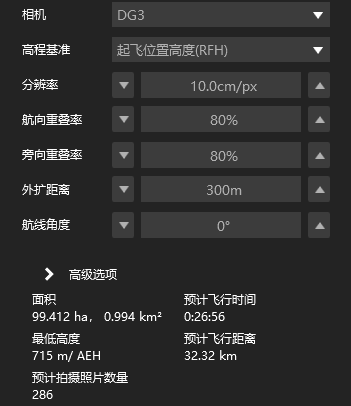 相机 DG3
高程基准 起飞位置高度(RFH)
分辨率 10.0cm/px
航向重叠率 80%
旁向重叠率 80%
外扩距离 300m
航线角度 0°
高级选项
面积 预计飞行时间
99.412 ha, 0.994 km² 0:26:56
最低高度 预计飞行距离
715 m/ AEH 32.32 km
预计拍摄照片数量
286